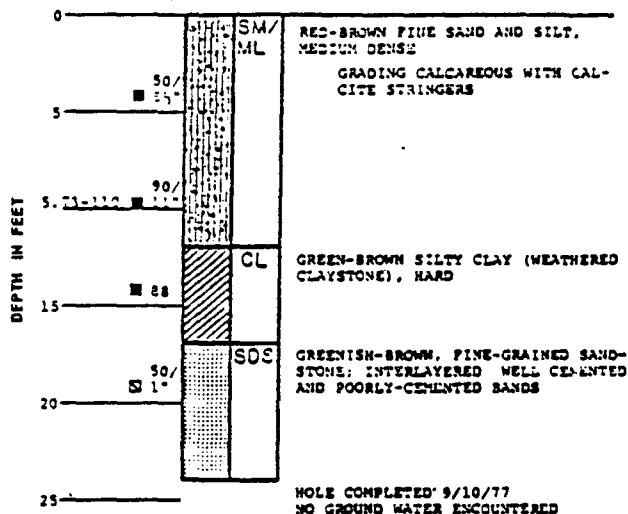 0
SM/
ML
RED-BROWN FINE SAND AND SILT,
MEDIUM DENSE
GRADING CALCAREOUS WITH CAL-
CITE STRINGERS
50/
5
90/
11"
CL
GREEN-BROWN SILTY CLAY (WEATHERED
CLAYSTONE), HARD
88
15
SDS
GREENISH-BROWN, FINE-GRAINED SAND-
STONE; INTERLAYERED WELL CEMENTED
AND POORLY-CEMENTED BANDS
50/
1"
20
HOLE COMPLETED 9/10/77
NO GROUND WATER ENCOUNTERED
25
DEPTH IN FEET